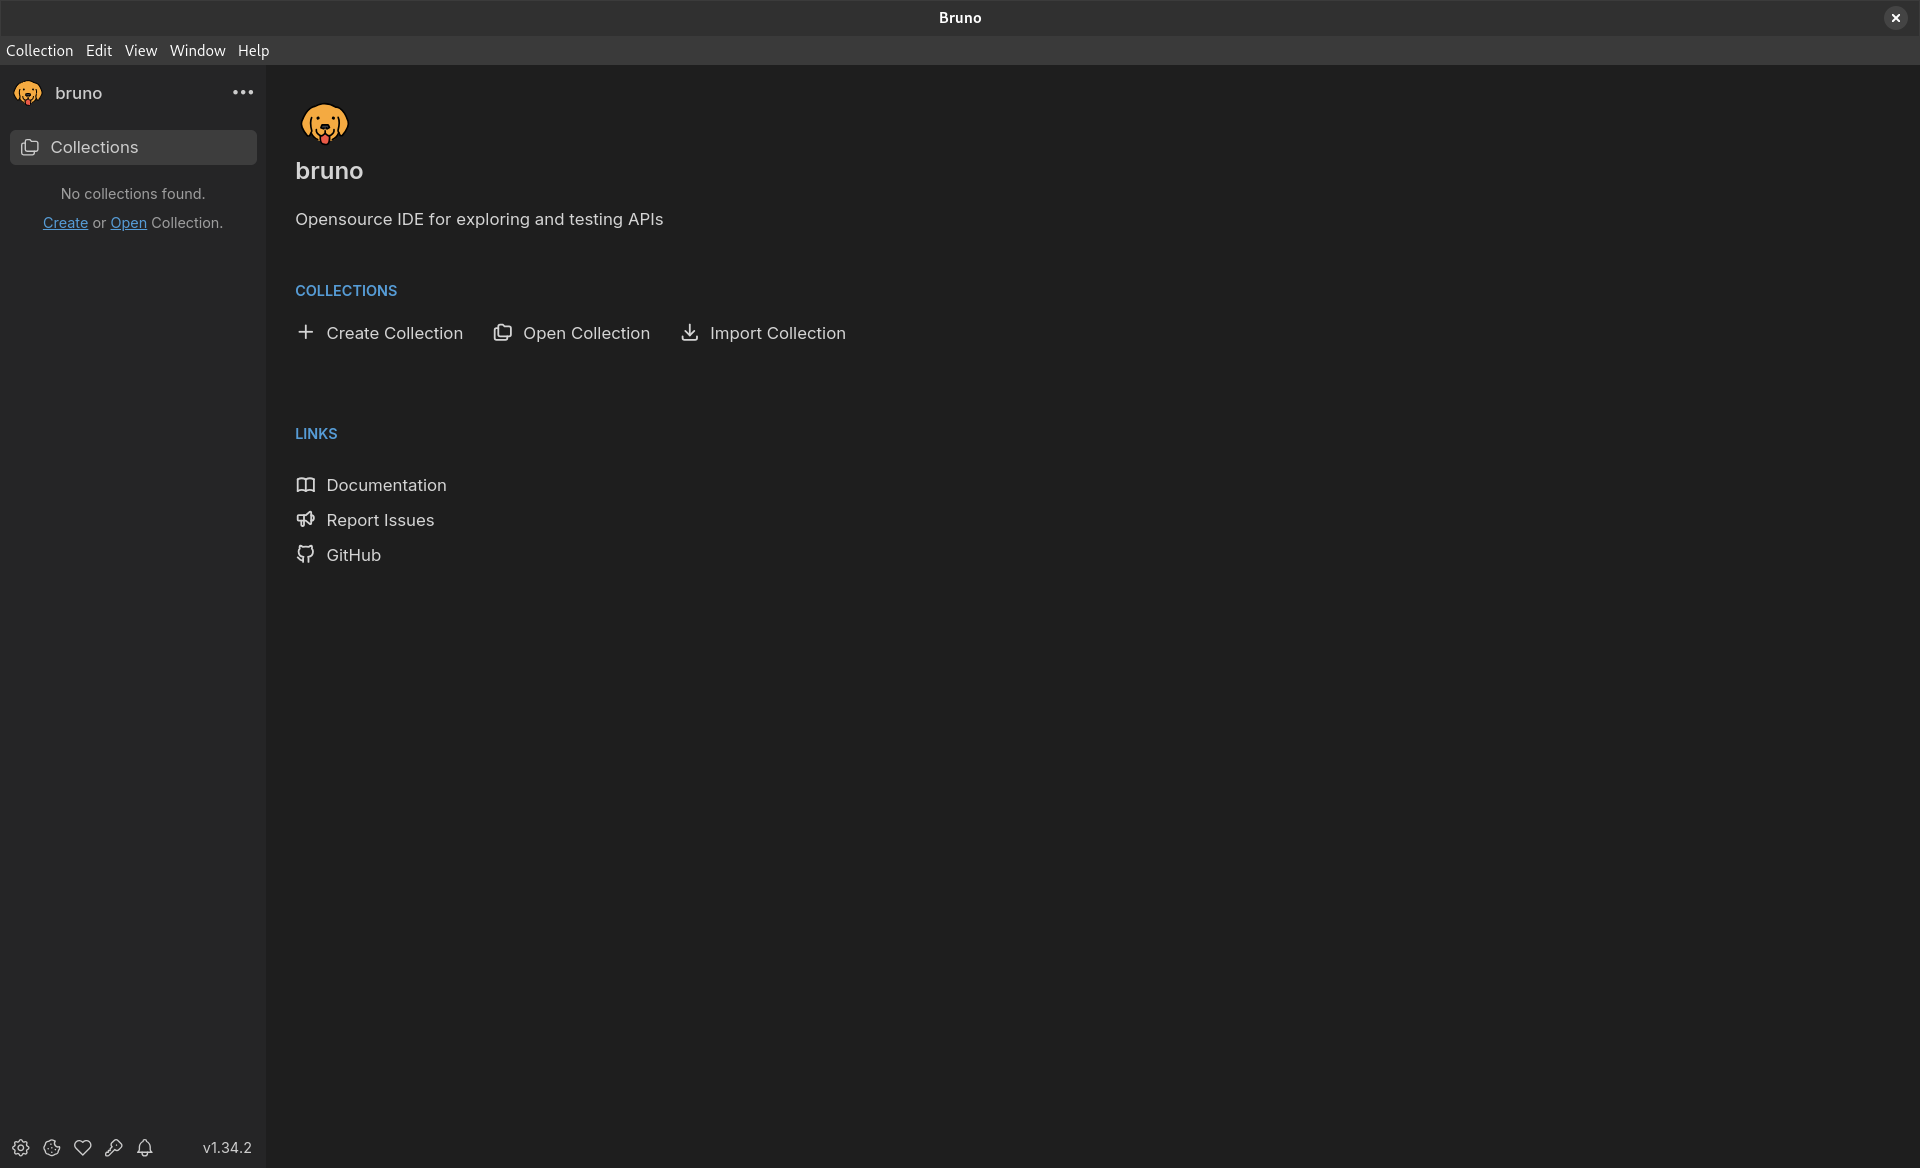 Bruno
Collection Edit View Window Help
bruno
Collections
No collections found.
Create or Open Collection.
bruno
Opensource IDE for exploring and testing APIs
COLLECTIONS
Create Collection Open Collection Import Collection
LINKS
Documentation
Report Issues
GitHub
v1.34.2